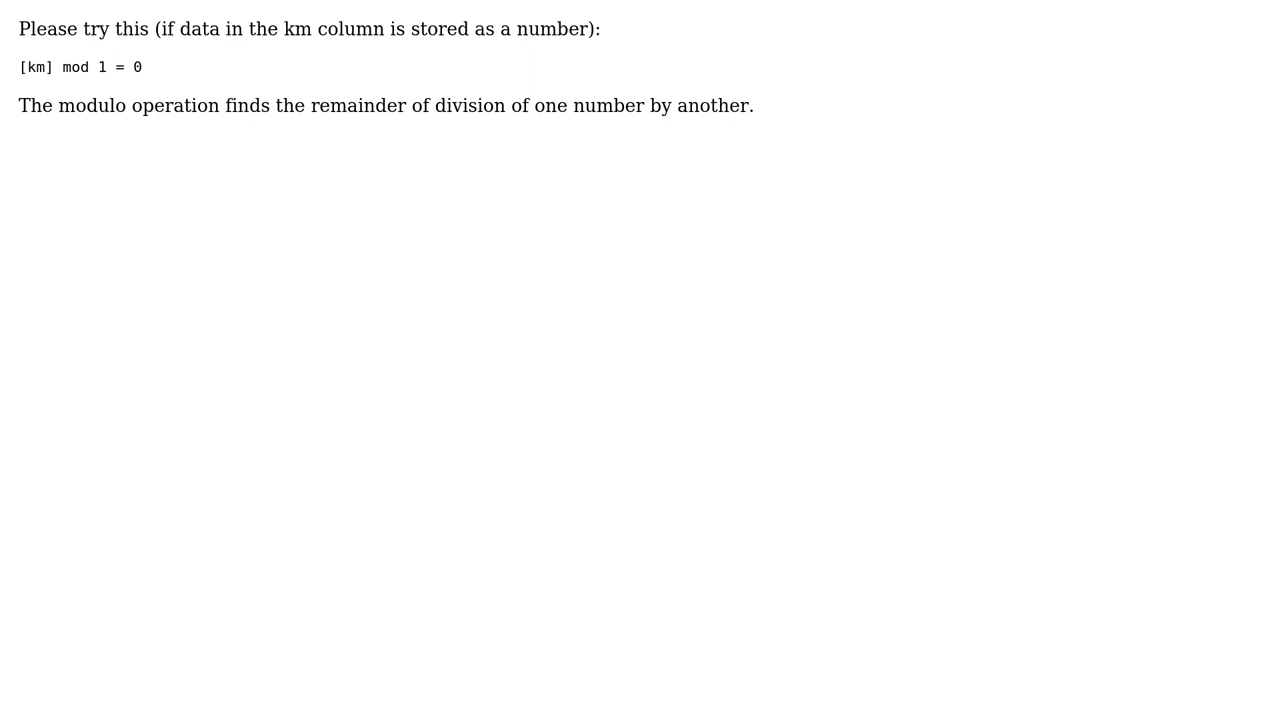 Please try this (if data in the km column is stored as a number):
[km] mod 1 = 0
The modulo operation finds the remainder of division of one number by another.